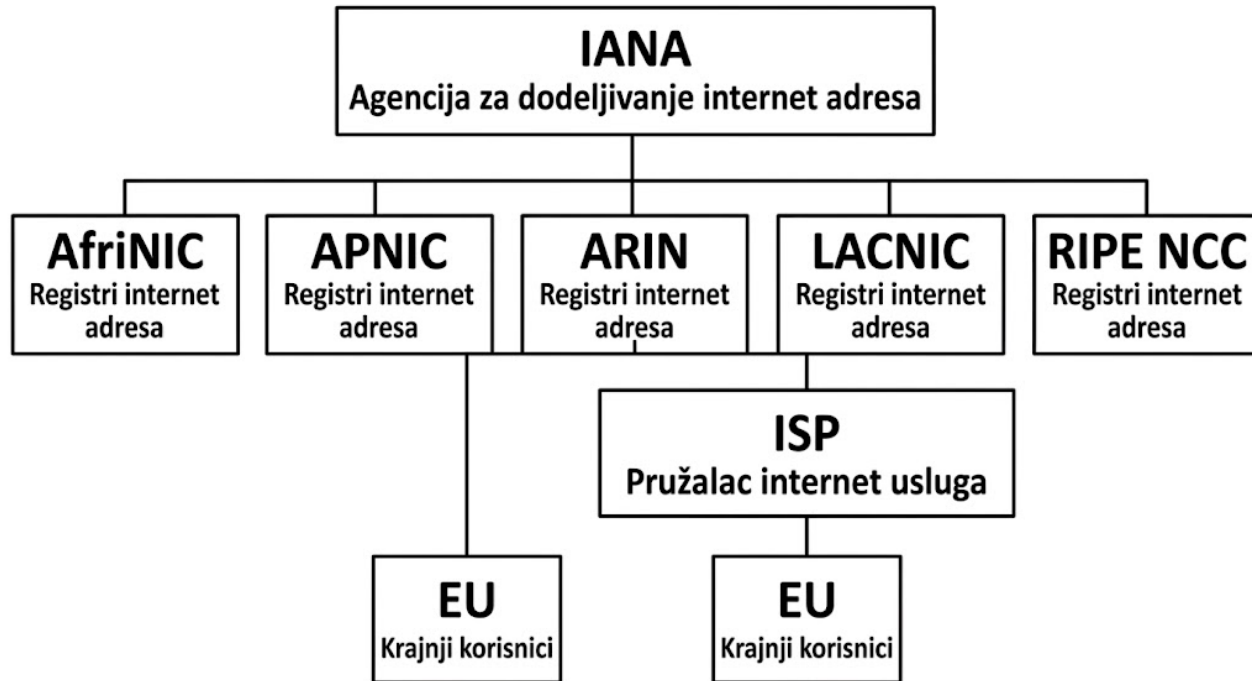 IANA
Agencija za dodeljivanje internet adresa
AfriNIC
Registri internet
adresa
APNIC
Registri internet
adresa
ARIN
Registri internet
adresa
LACNIC
Registri internet
adresa
RIPE NCC
Registri internet
adresa
ISP
Pružalac internet usluga
EU
Krajnji korisnici
EU
Krajnji korisnici